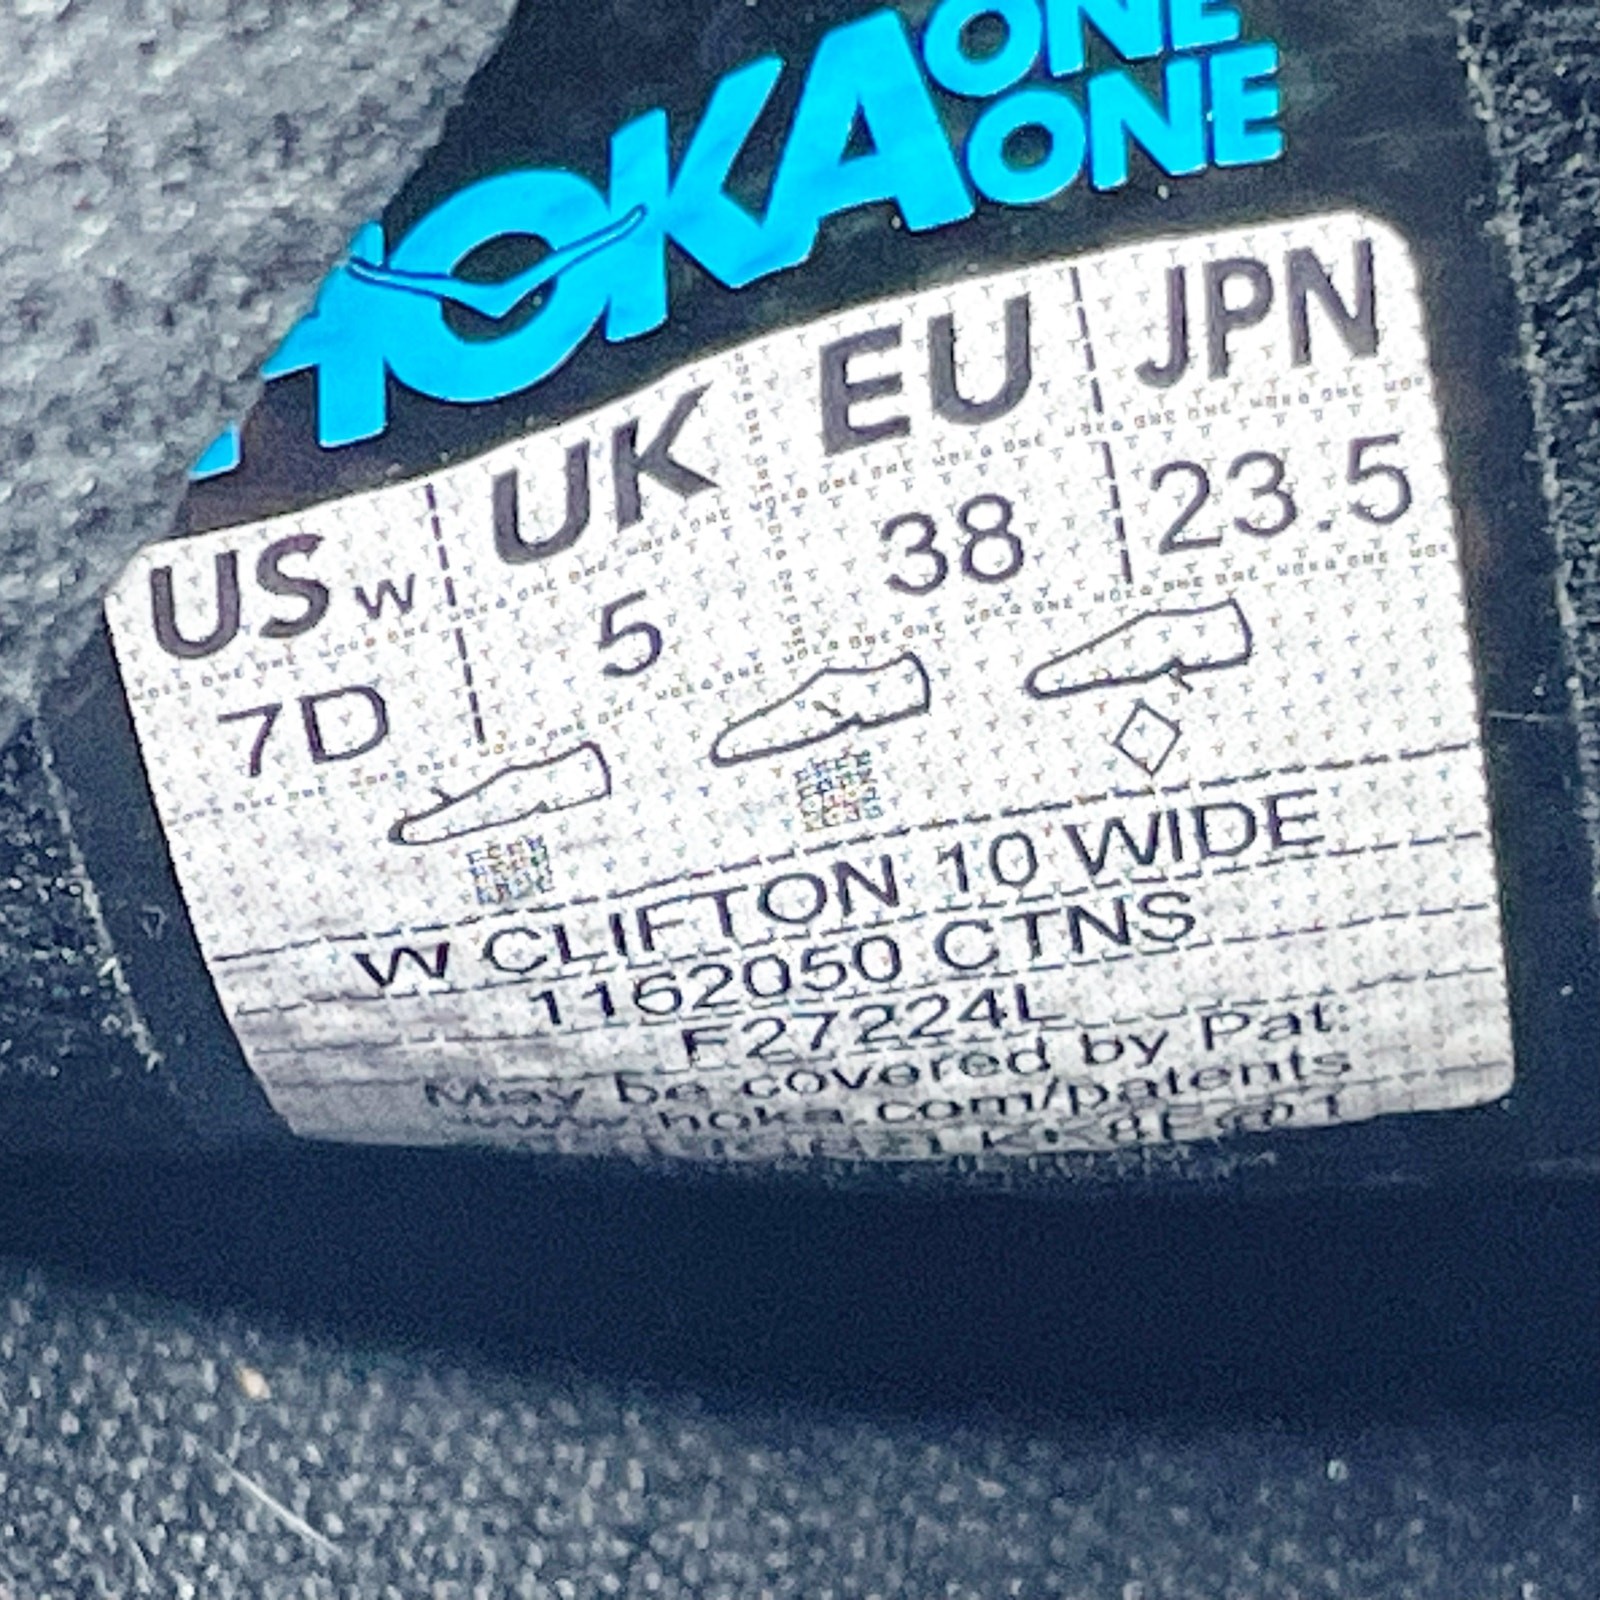 HOKA ONE ONE
US W UK EU JPN
7D 5 38 23.5
W CLIFTON 10 WIDE
1162050 CTNS
F27224L
May be covered by Pat:
www.hoka.com/patents